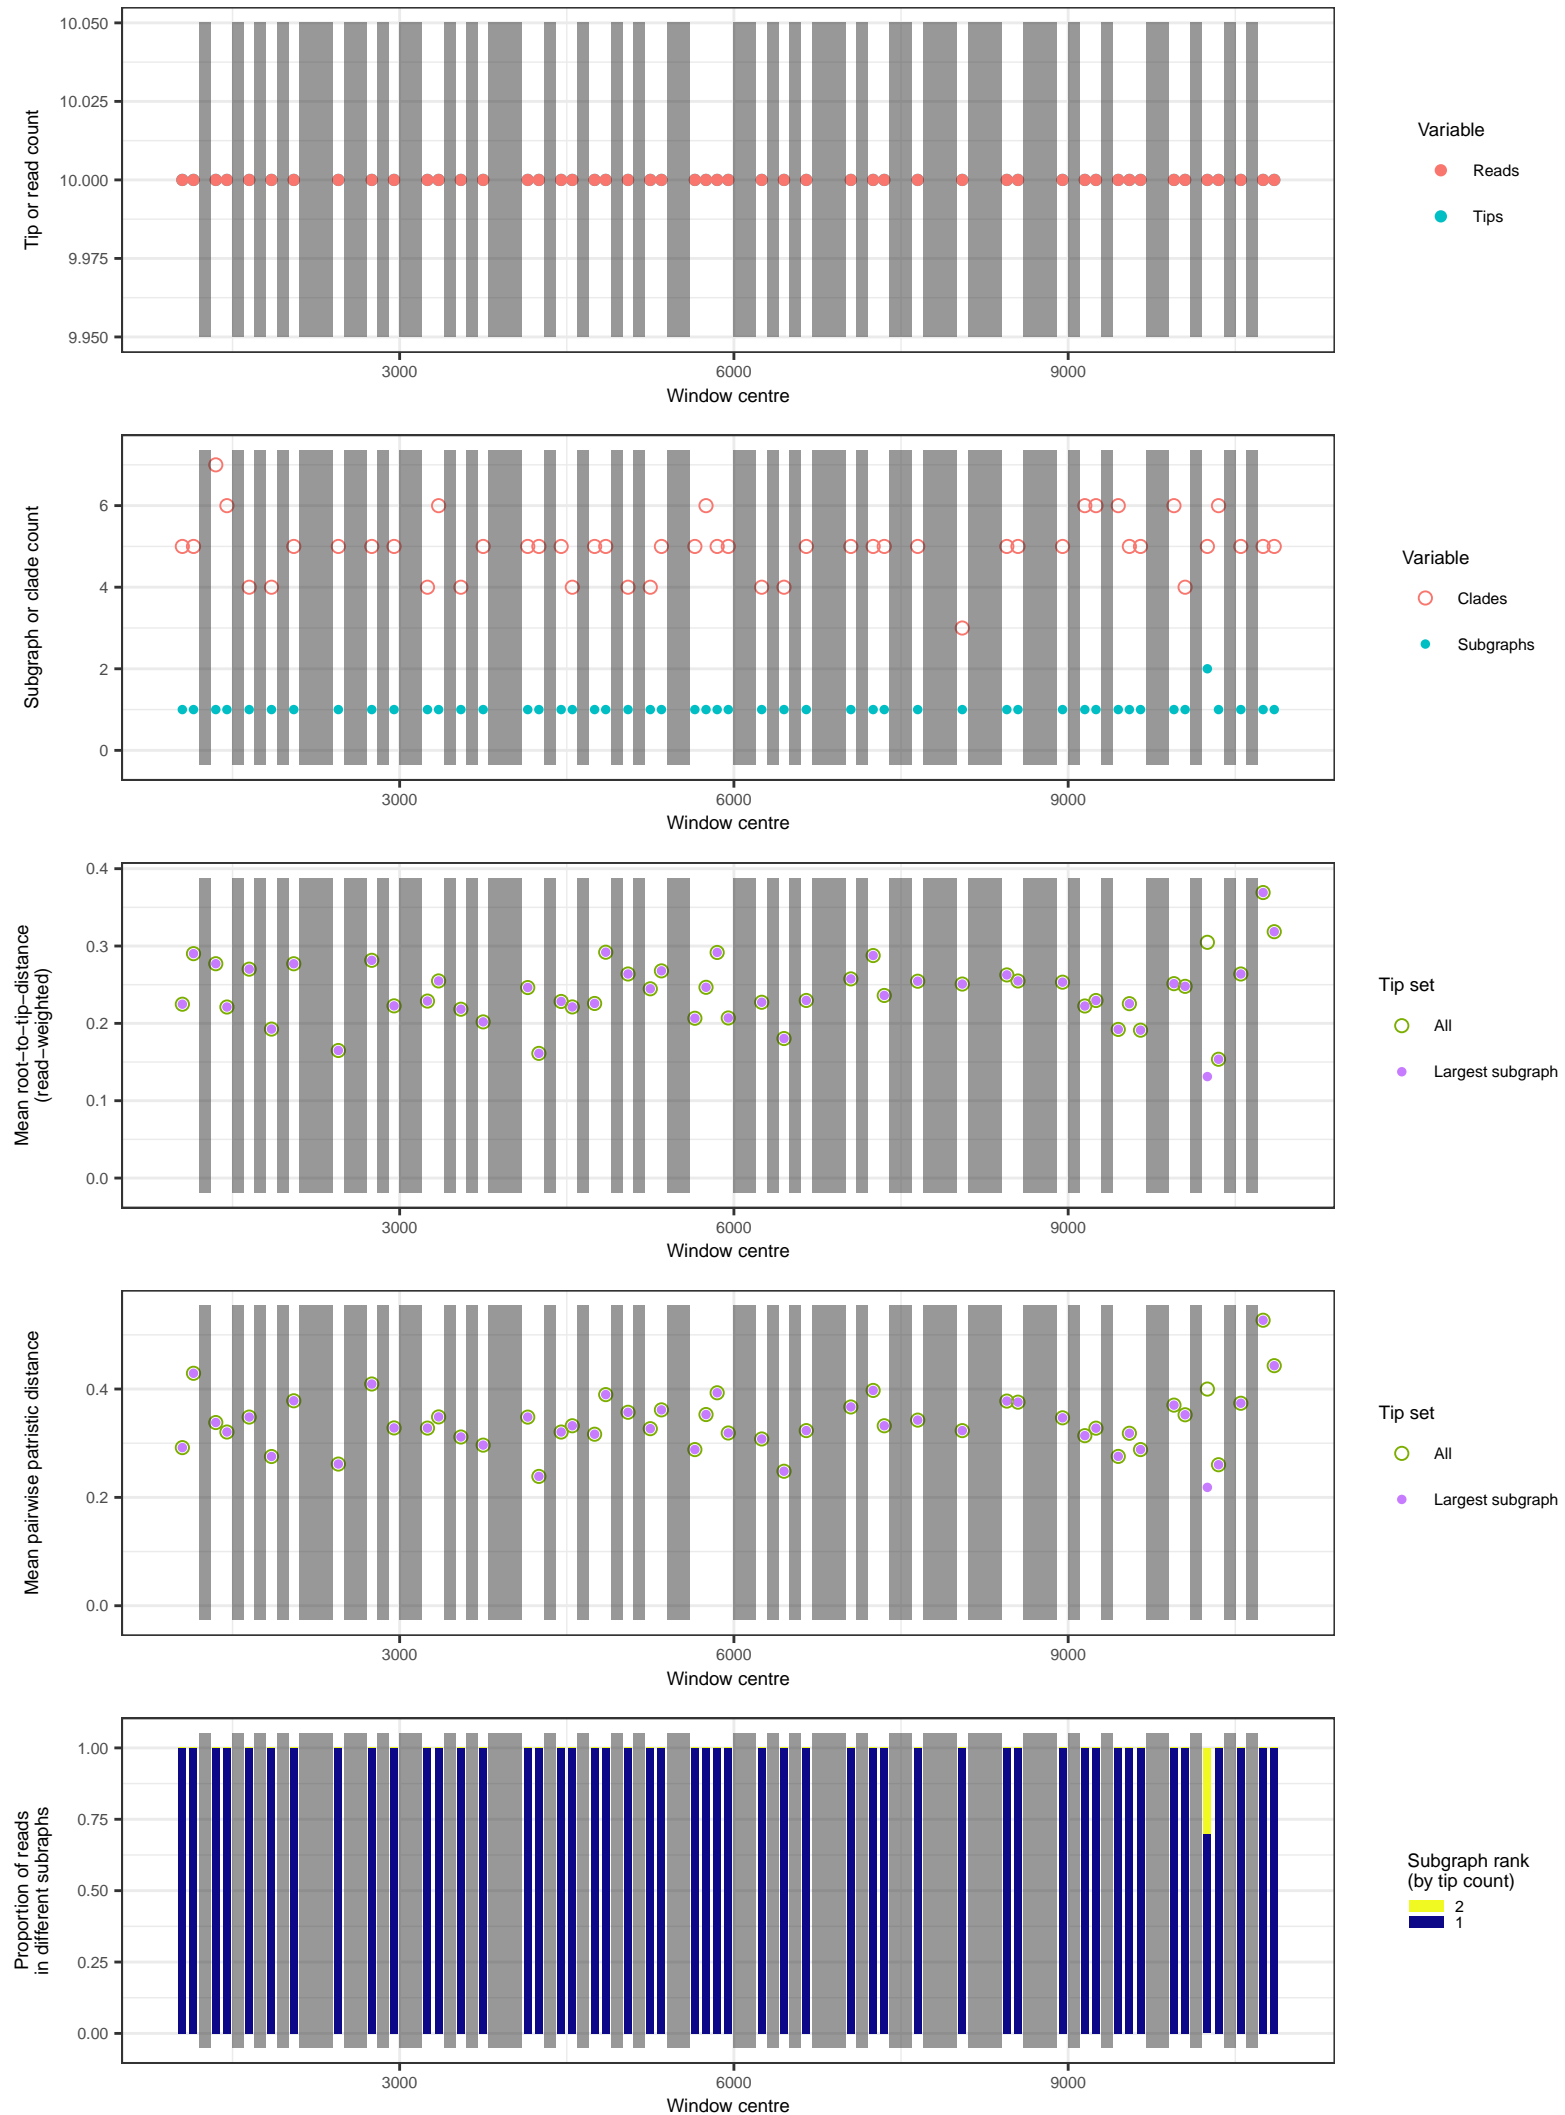 10.050
10.025
10.000
9.975
9.950
Tip or read count
3000
6000
9000
Window centre
Variable
Reads
Tips
6
4
2
0
Subgraph or clade count
3000
6000
9000
Window centre
Variable
Clades
Subgraphs
0.4
0.3
0.2
0.1
0.0
Mean root−to−tip−distance
(read−weighted)
3000
6000
9000
Window centre
Tip set
All
Largest subgraph
0.4
0.2
0.0
Mean pairwise patristic distance
3000
6000
9000
Window centre
Tip set
All
Largest subgraph
1.00
0.75
0.50
0.25
0.00
Proportion of reads
in different subraphs
3000
6000
9000
Window centre
Subgraph rank
(by tip count)
2
1